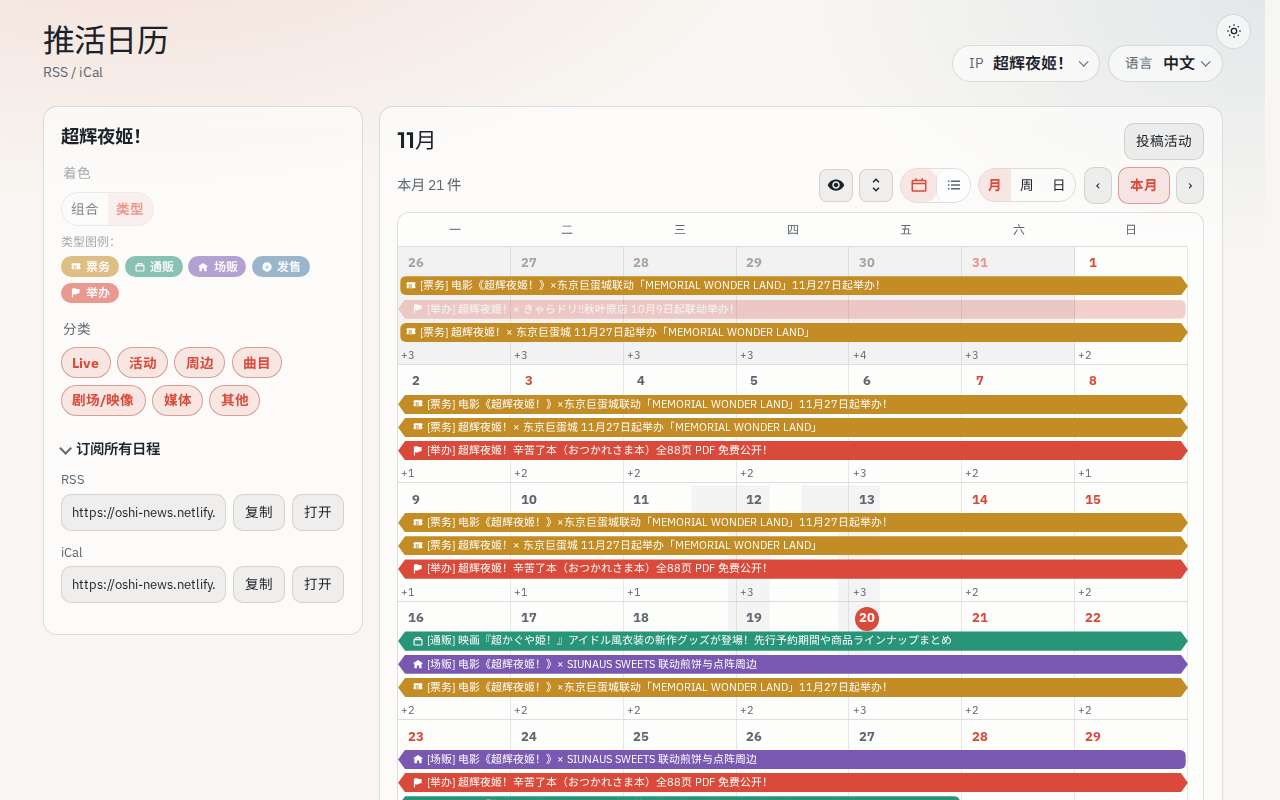 推活日历
RSS / iCal
IP 超辉夜姬！
语言 中文
超辉夜姬！
着色
组合 类型
类型图例：
票务 通贩 场贩 发售
举办
分类
Live 活动 周边 曲目
剧场/映像 媒体 其他
订阅所有日程
RSS
https://oshi-news.netlify. 复制 打开
iCal
https://oshi-news.netlify. 复制 打开
11月
投稿活动
本月 21 件
月 周 日 ‹ 本月 ›
一 二 三 四 五 六 日
26 27 28 29 30 31 1
[票务] 电影《超辉夜姬！》×东京巨蛋城联动「MEMORIAL WONDER LAND」11月27日起举办！
[举办] 超辉夜姬！× きゃらドリ!!秋叶原店 10月9日起联动举办！
[票务] 超辉夜姬！× 东京巨蛋城 11月27日起举办「MEMORIAL WONDER LAND」
+3 +3 +3 +3 +4 +3 +2
2 3 4 5 6 7 8
[票务] 电影《超辉夜姬！》×东京巨蛋城联动「MEMORIAL WONDER LAND」11月27日起举办！
[票务] 超辉夜姬！× 东京巨蛋城 11月27日起举办「MEMORIAL WONDER LAND」
[举办] 超辉夜姬！辛苦了本（おつかれさま本）全88页 PDF 免费公开！
+1 +2 +2 +2 +3 +2 +1
9 10 11 12 13 14 15
[票务] 电影《超辉夜姬！》×东京巨蛋城联动「MEMORIAL WONDER LAND」11月27日起举办！
[票务] 超辉夜姬！× 东京巨蛋城 11月27日起举办「MEMORIAL WONDER LAND」
[举办] 超辉夜姬！辛苦了本（おつかれさま本）全88页 PDF 免费公开！
+1 +1 +1 +3 +3 +2 +2
16 17 18 19 20 21 22
[通贩] 映画『超かぐや姫！』アイドル風衣装の新作グッズが登場！先行予約期間や商品ラインナップまとめ
[场贩] 电影《超辉夜姬！》× SIUNAUS SWEETS 联动煎饼与点阵周边
[票务] 电影《超辉夜姬！》×东京巨蛋城联动「MEMORIAL WONDER LAND」11月27日起举办！
+2 +2 +2 +2 +3 +2 +2
23 24 25 26 27 28 29
[场贩] 电影《超辉夜姬！》× SIUNAUS SWEETS 联动煎饼与点阵周边
[举办] 超辉夜姬！辛苦了本（おつかれさま本）全88页 PDF 免费公开！